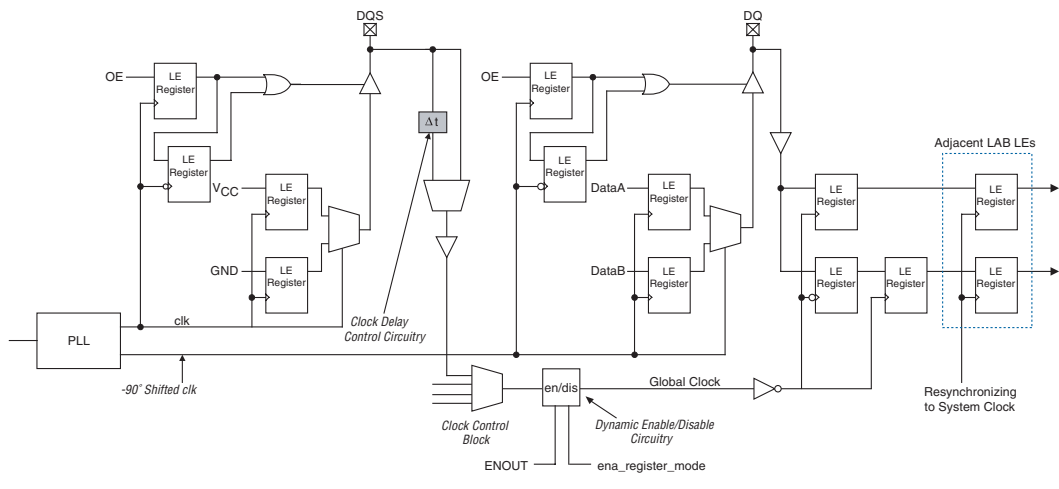 DQS
DQ
OE
LE
Register
OE
LE
Register
Δt
Adjacent LAB LEs
LE
Register
LE
Register
VCC
LE
Register
DataA
LE
Register
LE
Register
LE
Register
GND
LE
Register
DataB
LE
Register
LE
Register
LE
Register
LE
Register
PLL
clk
Clock Delay
Control Circuitry
-90° Shifted clk
en/dis
Global Clock
Resynchronizing
to System Clock
Clock Control
Block
Dynamic Enable/Disable
Circuitry
ENOUT
ena_register_mode